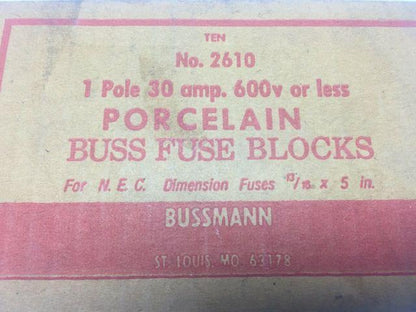 TEN
No. 2610
1 Pole 30 amp. 600v or less
PORCELAIN
BUSS FUSE BLOCKS
For N.E.C. Dimension Fuses 13/16 x 5 in.
BUSSMANN
ST. LOUIS, MO. 63178